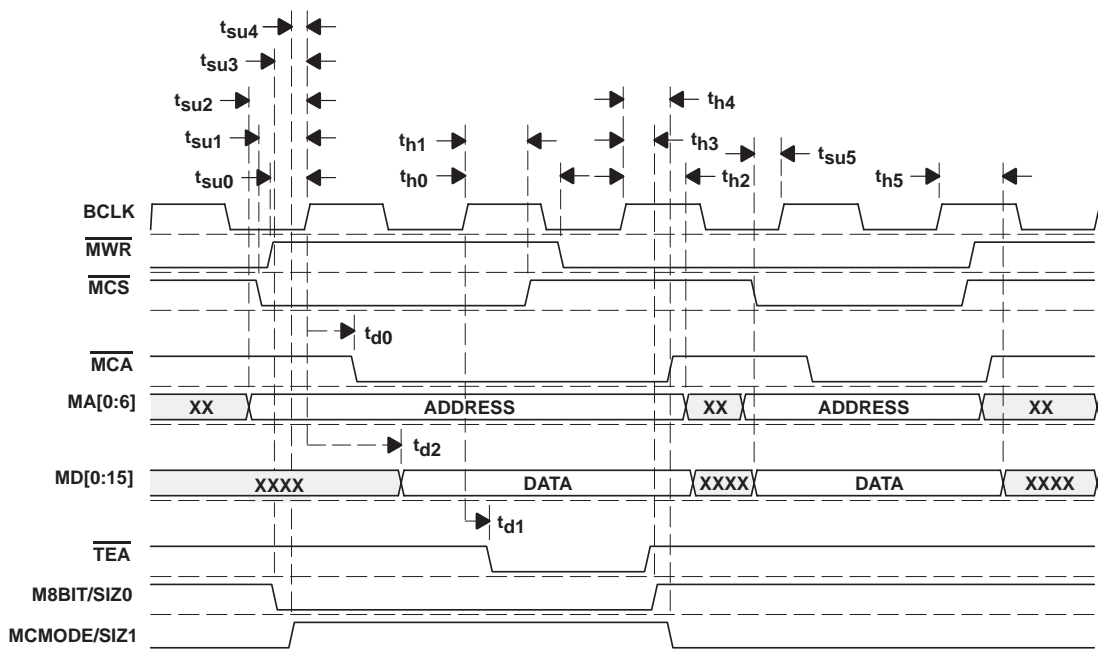 tsu4
tsu3
tsu2 th4
tsu1 th1 th3 tsu5
tsu0 th0 th2 th5
BCLK
MWR
MCS
td0
MCA
MA[0:6] XX ADDRESS XX ADDRESS XX
td2
MD[0:15] XXXX DATA XXXX DATA XXXX
td1
TEA
M8BIT/SIZ0
MCMODE/SIZ1